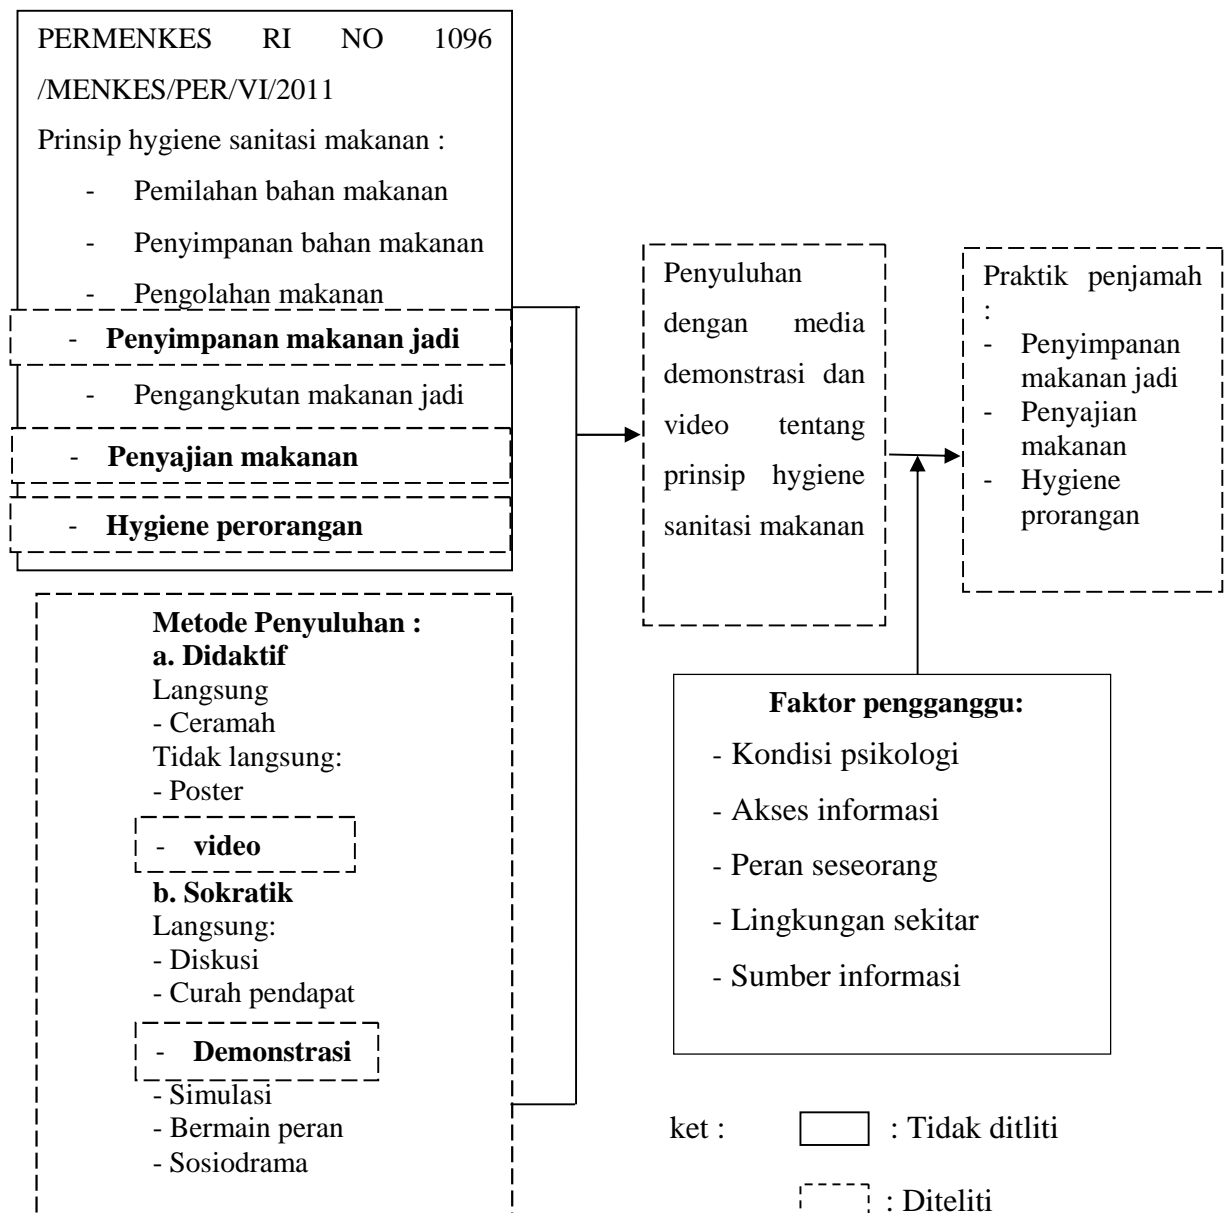 PERMENKES RI NO 1096
/MENKES/PER/VI/2011
Prinsip hygiene sanitasi makanan :
- Pemilahan bahan makanan
- Penyimpanan bahan makanan
- Pengolahan makanan
- Penyimpanan makanan jadi
- Pengangkutan makanan jadi
- Penyajian makanan
- Hygiene perorangan
Metode Penyuluhan :
a. Didaktif
Langsung
- Ceramah
Tidak langsung:
- Poster
- video
b. Sokratik
Langsung:
- Diskusi
- Curah pendapat
- Demonstrasi
- Simulasi
- Bermain peran
- Sosiodrama
Penyuluhan
dengan media
demonstrasi dan
video tentang
prinsip hygiene
sanitasi makanan
Praktik penjamah
:
- Penyimpanan
makanan jadi
- Penyajian
makanan
- Hygiene
prorangan
Faktor pengganggu:
- Kondisi psikologi
- Akses informasi
- Peran seseorang
- Lingkungan sekitar
- Sumber informasi
ket :
: Tidak ditliti
: Diteliti